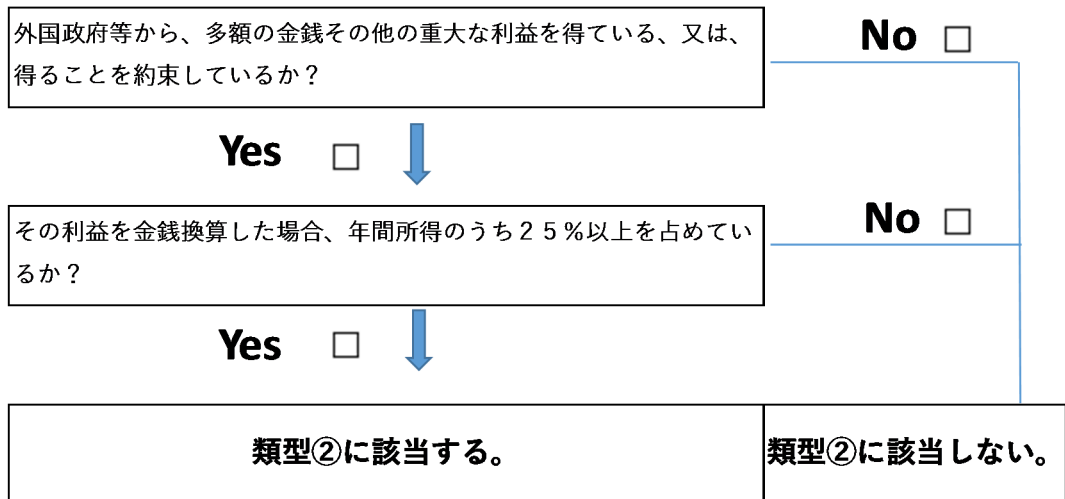 外国政府等から、多額の金銭その他の重大な利益を得ている、又は、
得ることを約束しているか？
No □
Yes □
その利益を金銭換算した場合、年間所得のうち２５％以上を占めてい
るか？
No □
Yes □
類型②に該当する。
類型②に該当しない。